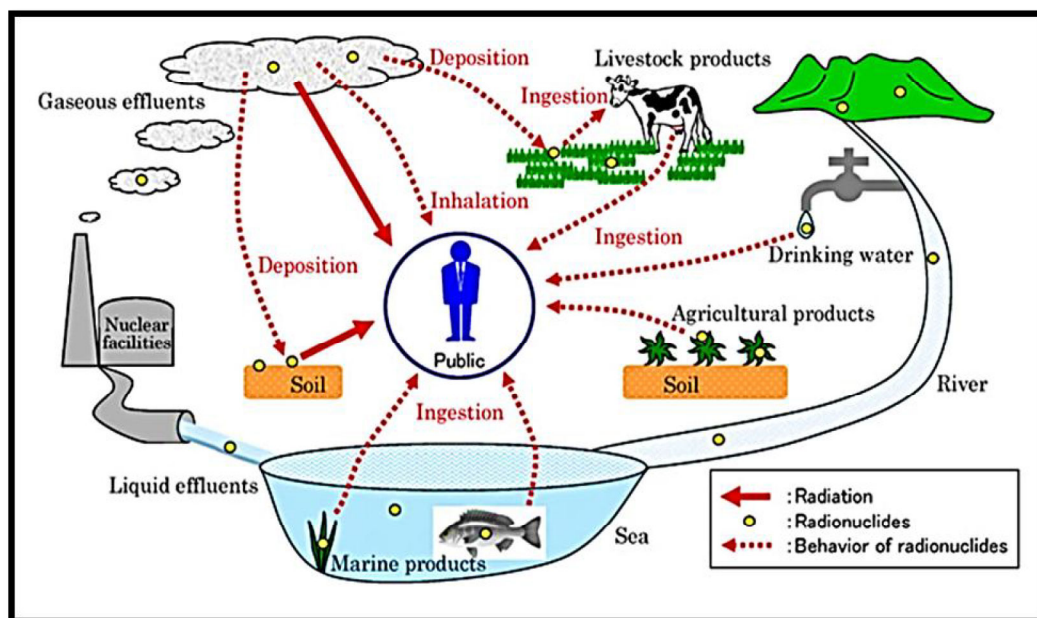 Deposition
Livestock products
Gaseous effluents
Ingestion
Inhalation
Ingestion
Deposition
Drinking water
Nuclear
facilities
Agricultural products
Public
Soil
Soil
River
Ingestion
Liquid effluents
Sea
Marine products
:Radiation
:Radionuclides
:Behavior of radionuclides